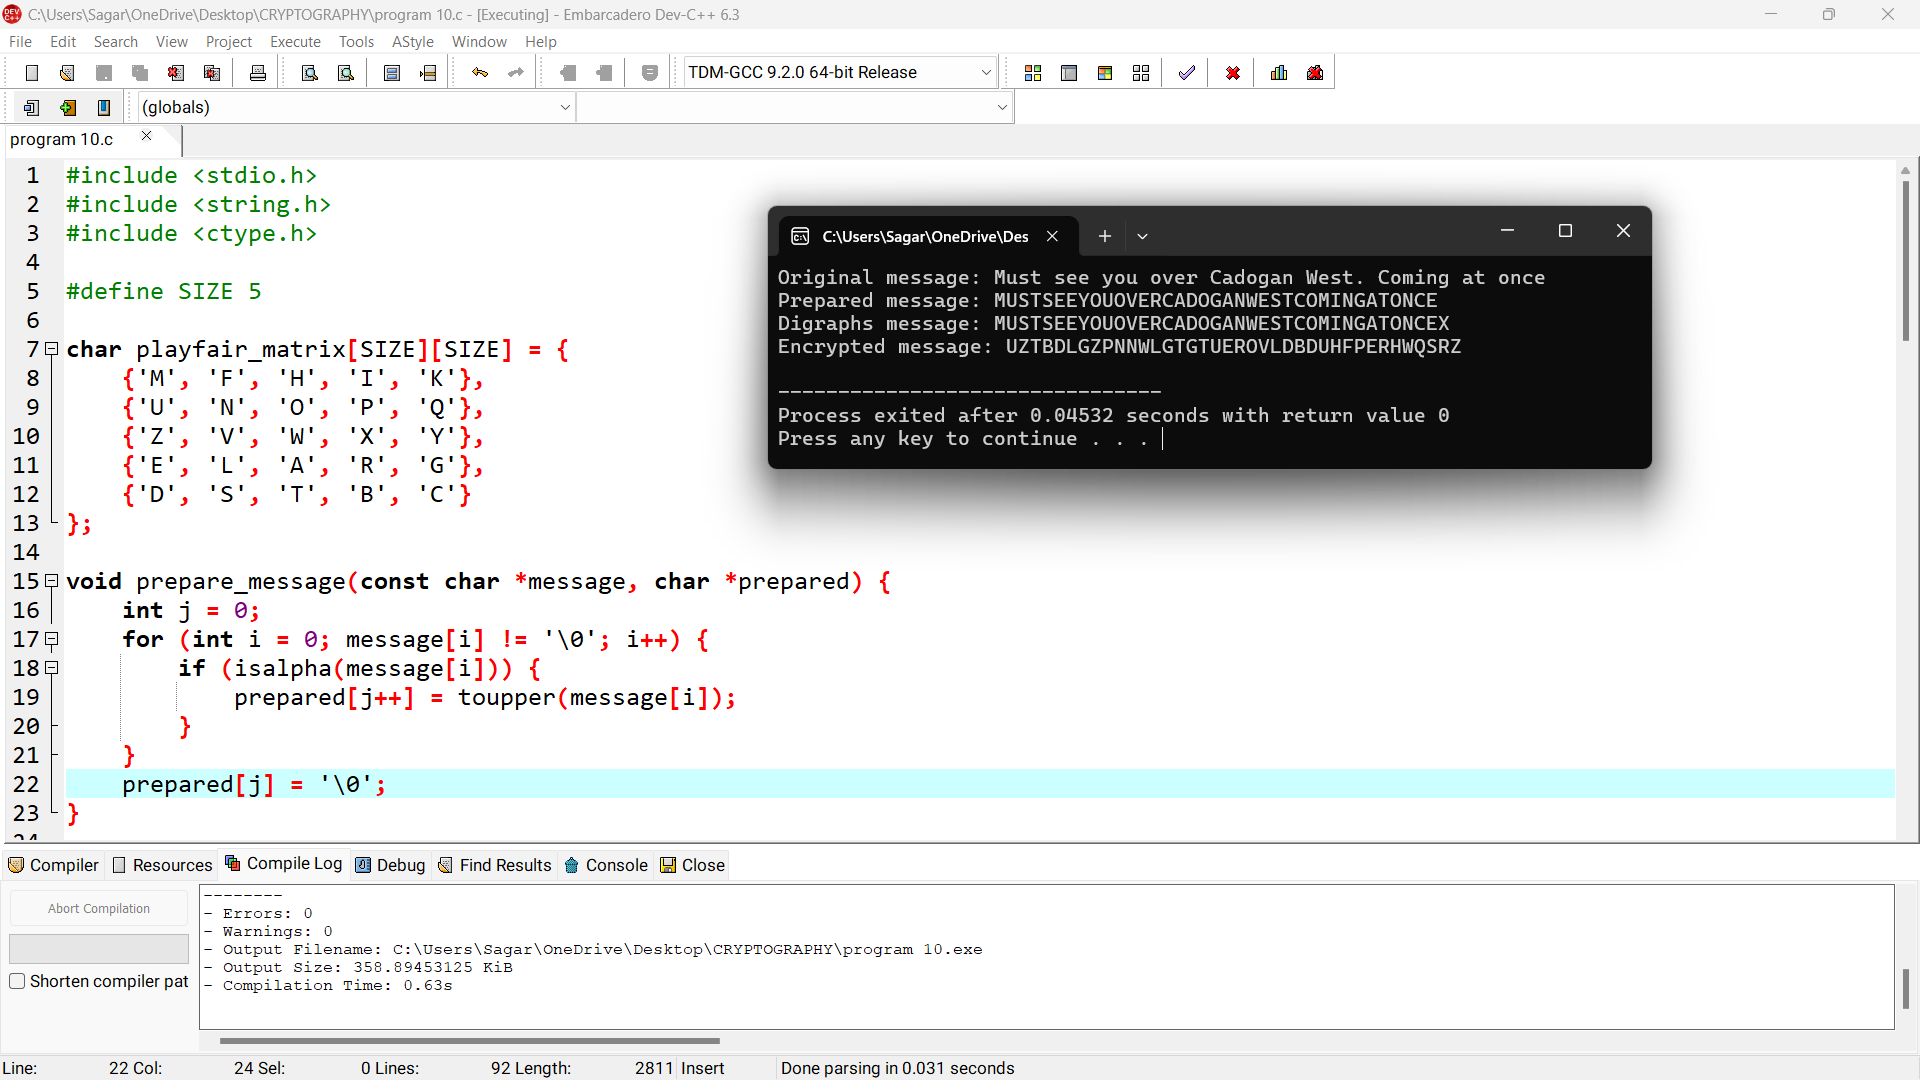 C:\Users\Sagar\OneDrive\Desktop\CRYPTOGRAPHY\program 10.c - [Executing] - Embarcadero Dev-C++ 6.3
File Edit Search View Project Execute Tools AStyle Window Help
TDM-GCC 9.2.0 64-bit Release
(globals)
program 10.c
1 #include <stdio.h>
2 #include <string.h>
3 #include <ctype.h>
4
5 #define SIZE 5
6
7 char playfair_matrix[SIZE][SIZE] = {
8 {'M', 'F', 'H', 'I', 'K'},
9 {'U', 'N', 'O', 'P', 'Q'},
10 {'Z', 'V', 'W', 'X', 'Y'},
11 {'E', 'L', 'A', 'R', 'G'},
12 {'D', 'S', 'T', 'B', 'C'}
13 };
14
15 void prepare_message(const char *message, char *prepared) {
16 int j = 0;
17 for (int i = 0; message[i] != '\0'; i++) {
18 if (isalpha(message[i])) {
19 prepared[j++] = toupper(message[i]);
20 }
21 }
22 prepared[j] = '\0';
23 }
24
C:\Users\Sagar\OneDrive\Des
Original message: Must see you over Cadogan West. Coming at once
Prepared message: MUSTSEEYOUOVERCADOGANWESTCOMINGATONCE
Digraphs message: MUSTSEEYOUOVERCADOGANWESTCOMINGATONCEX
Encrypted message: UZTBDLGZPNNWLGTGTUEROVLDBDUHFPERHWQSRZ
--------------------------------
Process exited after 0.04532 seconds with return value 0
Press any key to continue . . .
Compiler Resources Compile Log Debug Find Results Console Close
Abort Compilation
Shorten compiler pat
--------
- Errors: 0
- Warnings: 0
- Output Filename: C:\Users\Sagar\OneDrive\Desktop\CRYPTOGRAPHY\program 10.exe
- Output Size: 358.89453125 KiB
- Compilation Time: 0.63s
Line: 22 Col: 24 Sel: 0 Lines: 92 Length: 2811 Insert Done parsing in 0.031 seconds